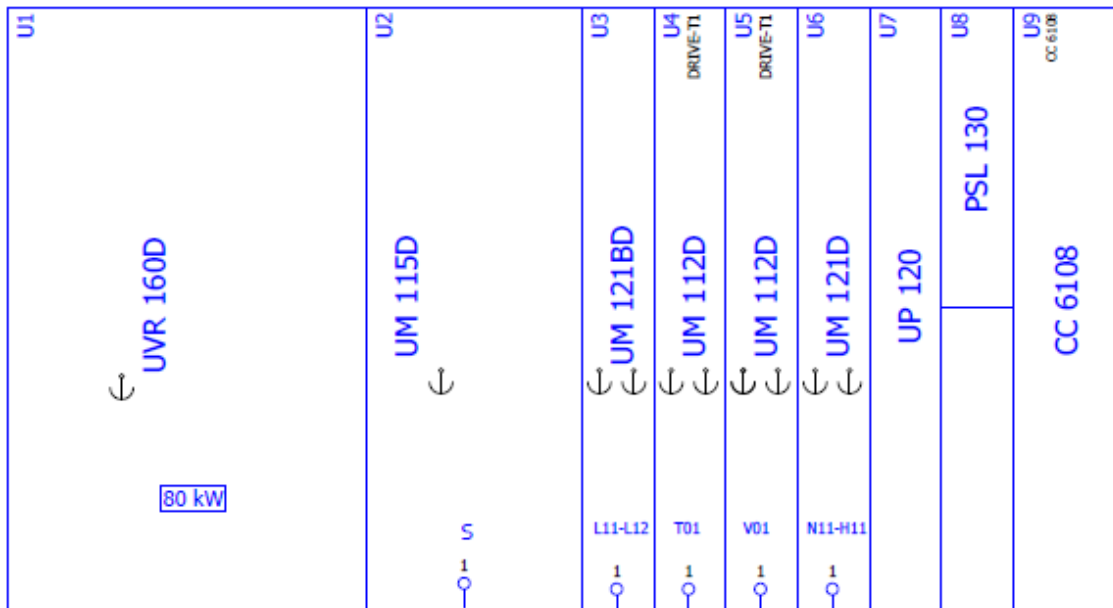 U1
UVR 160D
80 kW
U2
UM 115D
S
1
U3
UM 121BD
L11-L12
1
U4
DRIVE-T1
UM 112D
T01
1
U5
DRIVE-T1
UM 112D
V01
1
U6
UM 121D
N11-H11
1
U7
UP 120
U8
PSL 130
U9
CC 6108
CC 6108